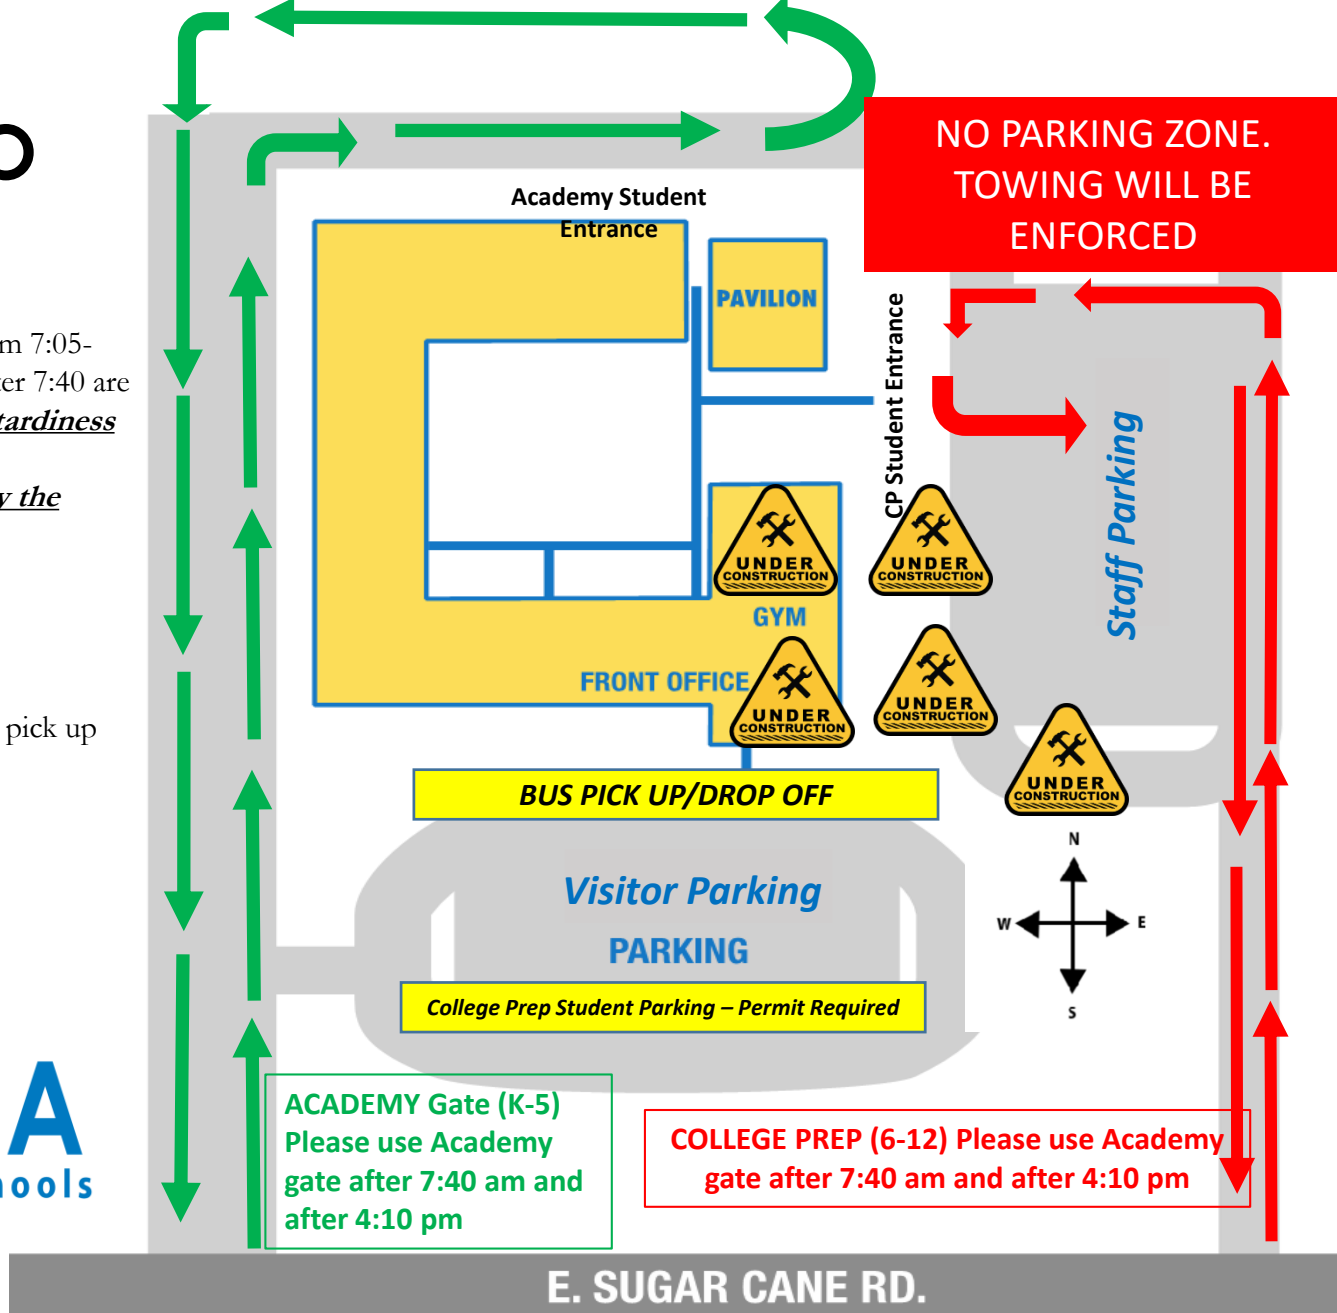 NO PARKING ZONE.
TOWING WILL BE
ENFORCED
Academy Student
Entrance
PAVILION
CP Student Entrance
m 7:05-
ter 7:40 are
tardiness
y the
pick up
Staff Parking
UNDER
CONSTRUCTION
UNDER
CONSTRUCTION
GYM
FRONT OFFICE
UNDER
CONSTRUCTION
UNDER
CONSTRUCTION
UNDER
CONSTRUCTION
BUS PICK UP/DROP OFF
Visitor Parking
PARKING
College Prep Student Parking – Permit Required
N
W
E
S
A
ools
ACADEMY Gate (K-5)
Please use Academy
gate after 7:40 am and
after 4:10 pm
COLLEGE PREP (6-12) Please use Academy
gate after 7:40 am and after 4:10 pm
E. SUGAR CANE RD.